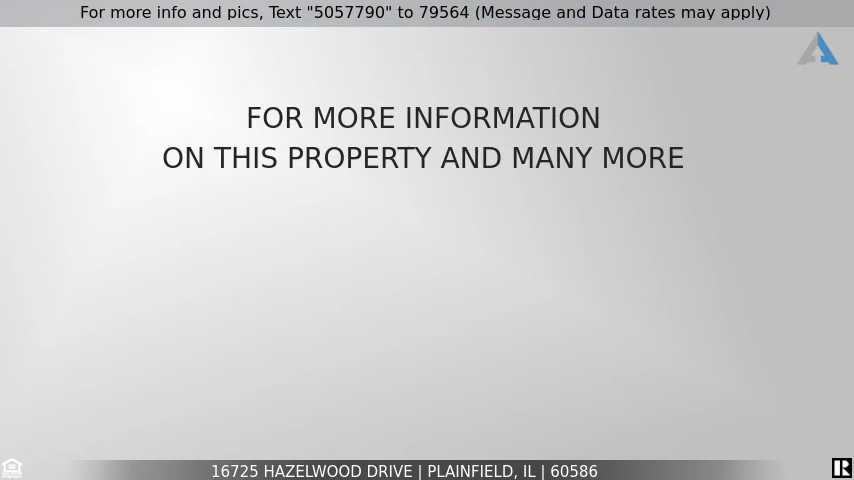 For more info and pics, Text "5057790" to 79564 (Message and Data rates may apply)
FOR MORE INFORMATION
ON THIS PROPERTY AND MANY MORE
16725 HAZELWOOD DRIVE | PLAINFIELD, IL | 60586